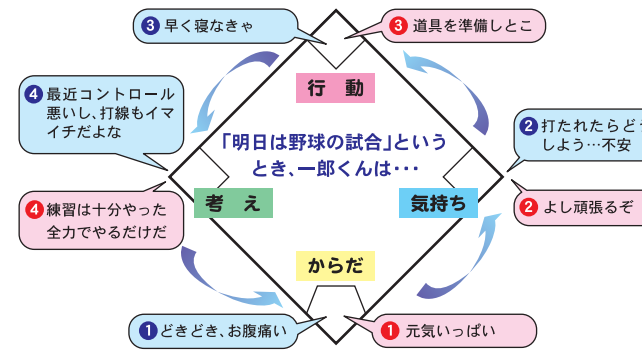 3 早く寝なきゃ
3 道具を準備しとこ
行 動
4 最近コントロール
悪いし、打線もイマ
イチだよな
「明日は野球の試合」という
とき、一郎くんは・・・
2 打たれたらどう
しよう…不安
考 え
気持ち
4 練習は十分やった
全力でやるだけだ
2 よし頑張るぞ
からだ
1 どきどき、お腹痛い
1 元気いっぱい